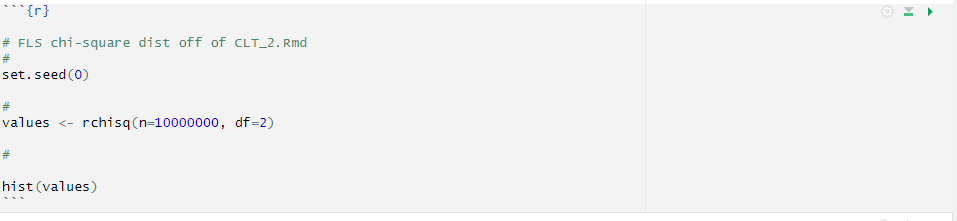 ```{r}
# FLS chi-square dist off of CLT_2.Rmd
#
set.seed(0)
#
values <- rchisq(n=10000000, df=2)
#
hist(values)
```